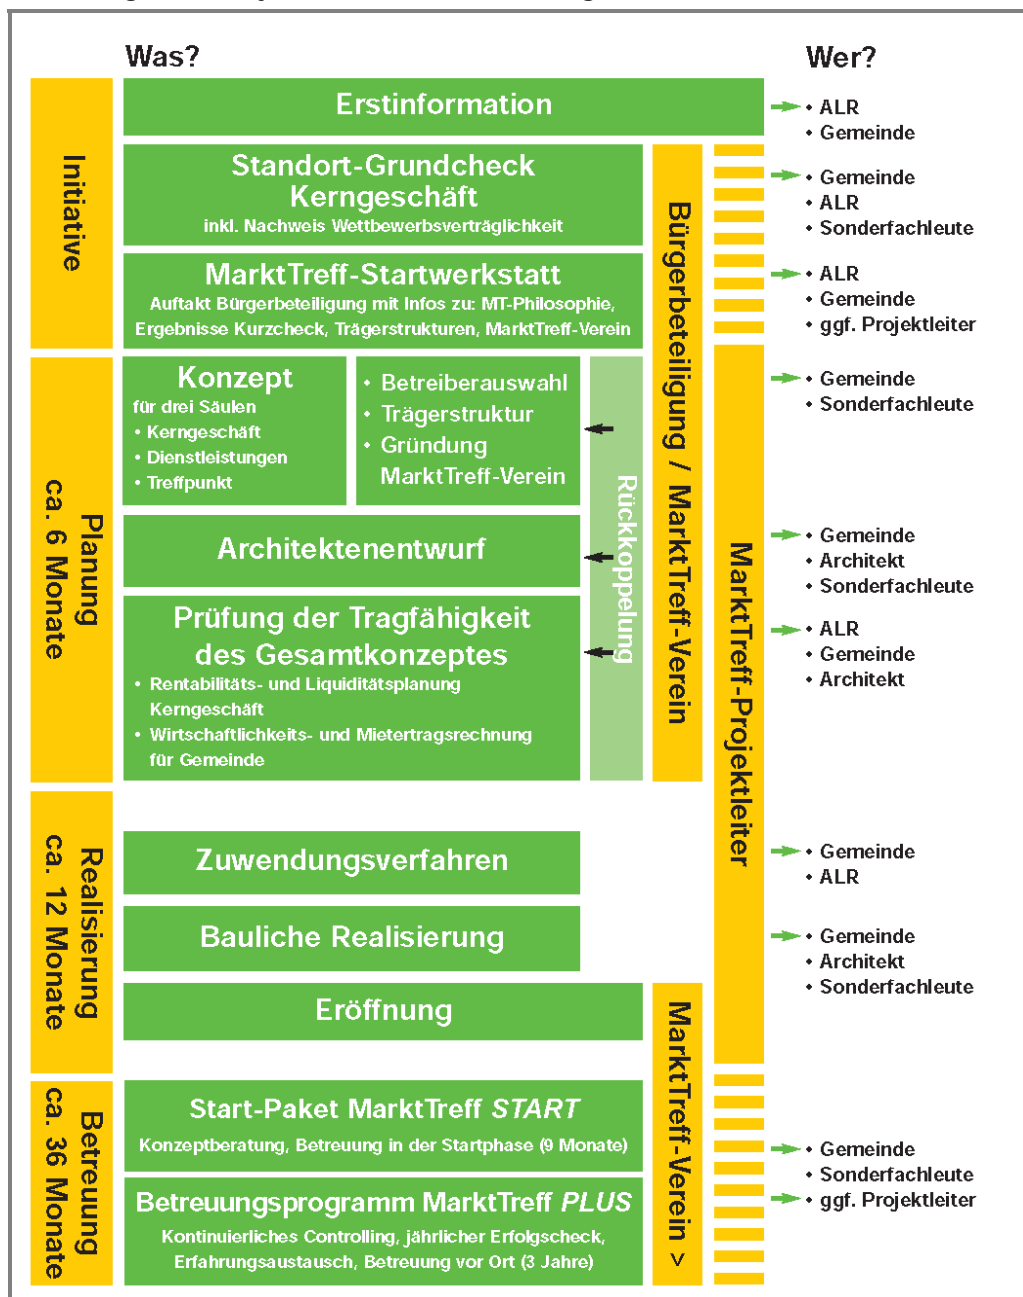 Was?
Wer?
Initiative
Erstinformation
• ALR
• Gemeinde
Standort-Grundcheck
Kerngeschäft
inkl. Nachweis Wettbewerbsverträglichkeit
• Gemeinde
• ALR
• Sonderfachleute
MarktTreff-Startwerkstatt
Auftakt Bürgerbeteiligung mit Infos zu: MT-Philosophie,
Ergebnisse Kurzcheck, Trägerstrukturen, MarktTreff-Verein
• ALR
• Gemeinde
• ggf. Projektleiter
Bürgerbeteiligung / MarktTreff-Verein
MarktTreff-Projektleiter
Planung
ca. 6 Monate
Konzept
für drei Säulen
• Kerngeschäft
• Dienstleistungen
• Treffpunkt
• Betreiberauswahl
• Trägerstruktur
• Gründung
MarktTreff-Verein
Rückkoppelung
• Gemeinde
• Sonderfachleute
Architektenentwurf
• Gemeinde
• Architekt
• Sonderfachleute
Prüfung der Tragfähigkeit
des Gesamtkonzeptes
• Rentabilitäts- und Liquiditätsplanung
Kerngeschäft
• Wirtschaftlichkeits- und Mietertragsrechnung
für Gemeinde
• ALR
• Gemeinde
• Architekt
Realisierung
ca. 12 Monate
Zuwendungsverfahren
• Gemeinde
• ALR
Bauliche Realisierung
• Gemeinde
• Architekt
• Sonderfachleute
Eröffnung
MarktTreff-Verein >
Betreuung
ca. 36 Monate
Start-Paket MarktTreff START
Konzeptberatung, Betreuung in der Startphase (9 Monate)
• Gemeinde
• Sonderfachleute
• ggf. Projektleiter
Betreuungsprogramm MarktTreff PLUS
Kontinuierliches Controlling, jährlicher Erfolgscheck,
Erfahrungsaustausch, Betreuung vor Ort (3 Jahre)